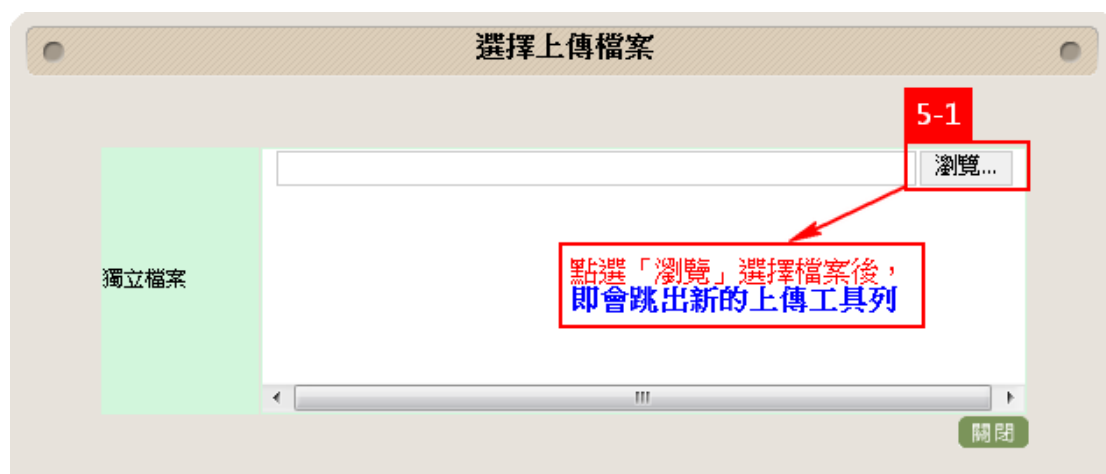 選擇上傳檔案
5-1
瀏覽...
獨立檔案
點選「瀏覽」選擇檔案後，
即會跳出新的上傳工具列
關閉